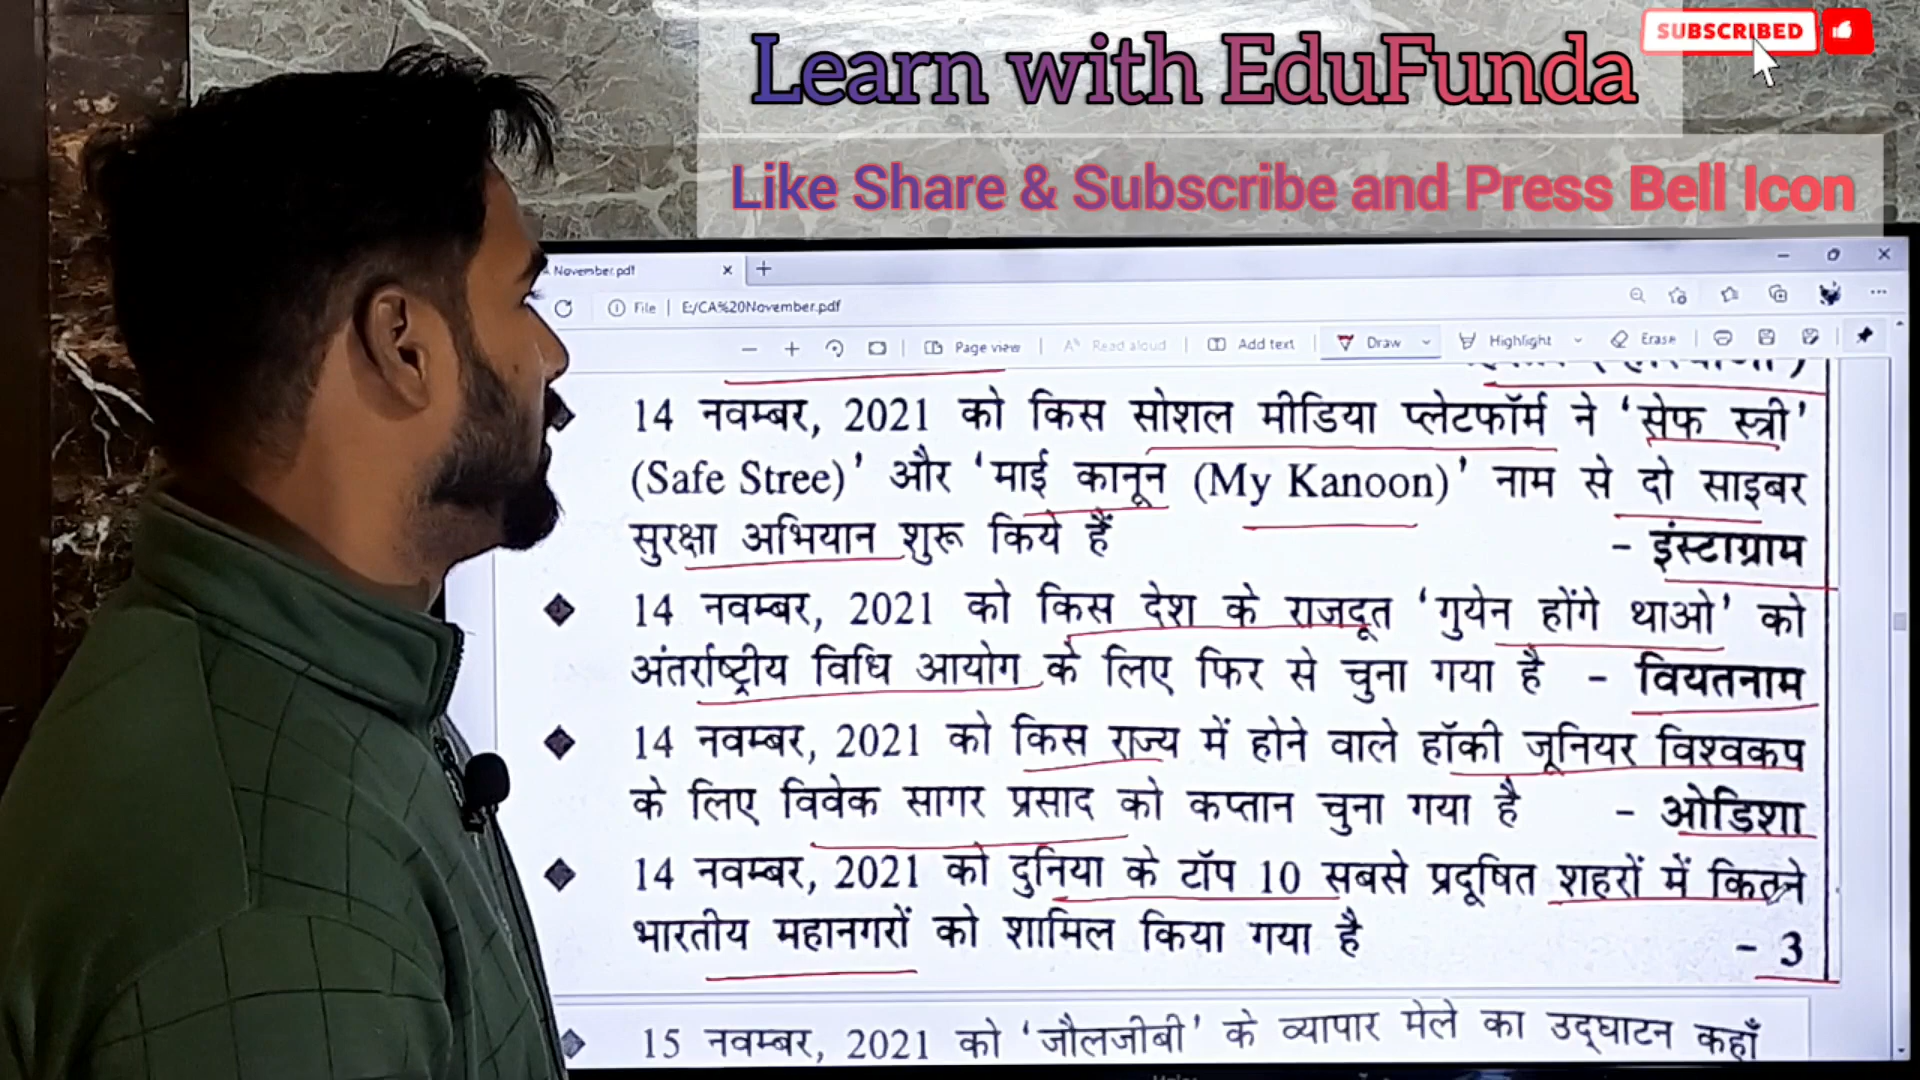 Learn with EduFunda
SUBSCRIBED
Like Share & Subscribe and Press Bell Icon
November.pdf
File | E:/CA%20November.pdf
Page view
Read aloud
Add text
Draw
Highlight
Erase
14 नवम्बर, 2021 को किस सोशल मीडिया प्लेटफॉर्म ने ‘सेफ स्त्री’
(Safe Stree)’ और ‘माई कानून (My Kanoon)’ नाम से दो साइबर
सुरक्षा अभियान शुरू किये हैं - इंस्टाग्राम
14 नवम्बर, 2021 को किस देश के राजदूत ‘गुयेन होंगे थाओ’ को
अंतर्राष्ट्रीय विधि आयोग के लिए फिर से चुना गया है - वियतनाम
14 नवम्बर, 2021 को किस राज्य में होने वाले हॉकी जूनियर विश्वकप
के लिए विवेक सागर प्रसाद को कप्तान चुना गया है - ओडिशा
14 नवम्बर, 2021 को दुनिया के टॉप 10 सबसे प्रदूषित शहरों में कितने
भारतीय महानगरों को शामिल किया गया है - 3
15 नवम्बर, 2021 को ‘जौलजीबी’ के व्यापार मेले का उद्घाटन कहाँ